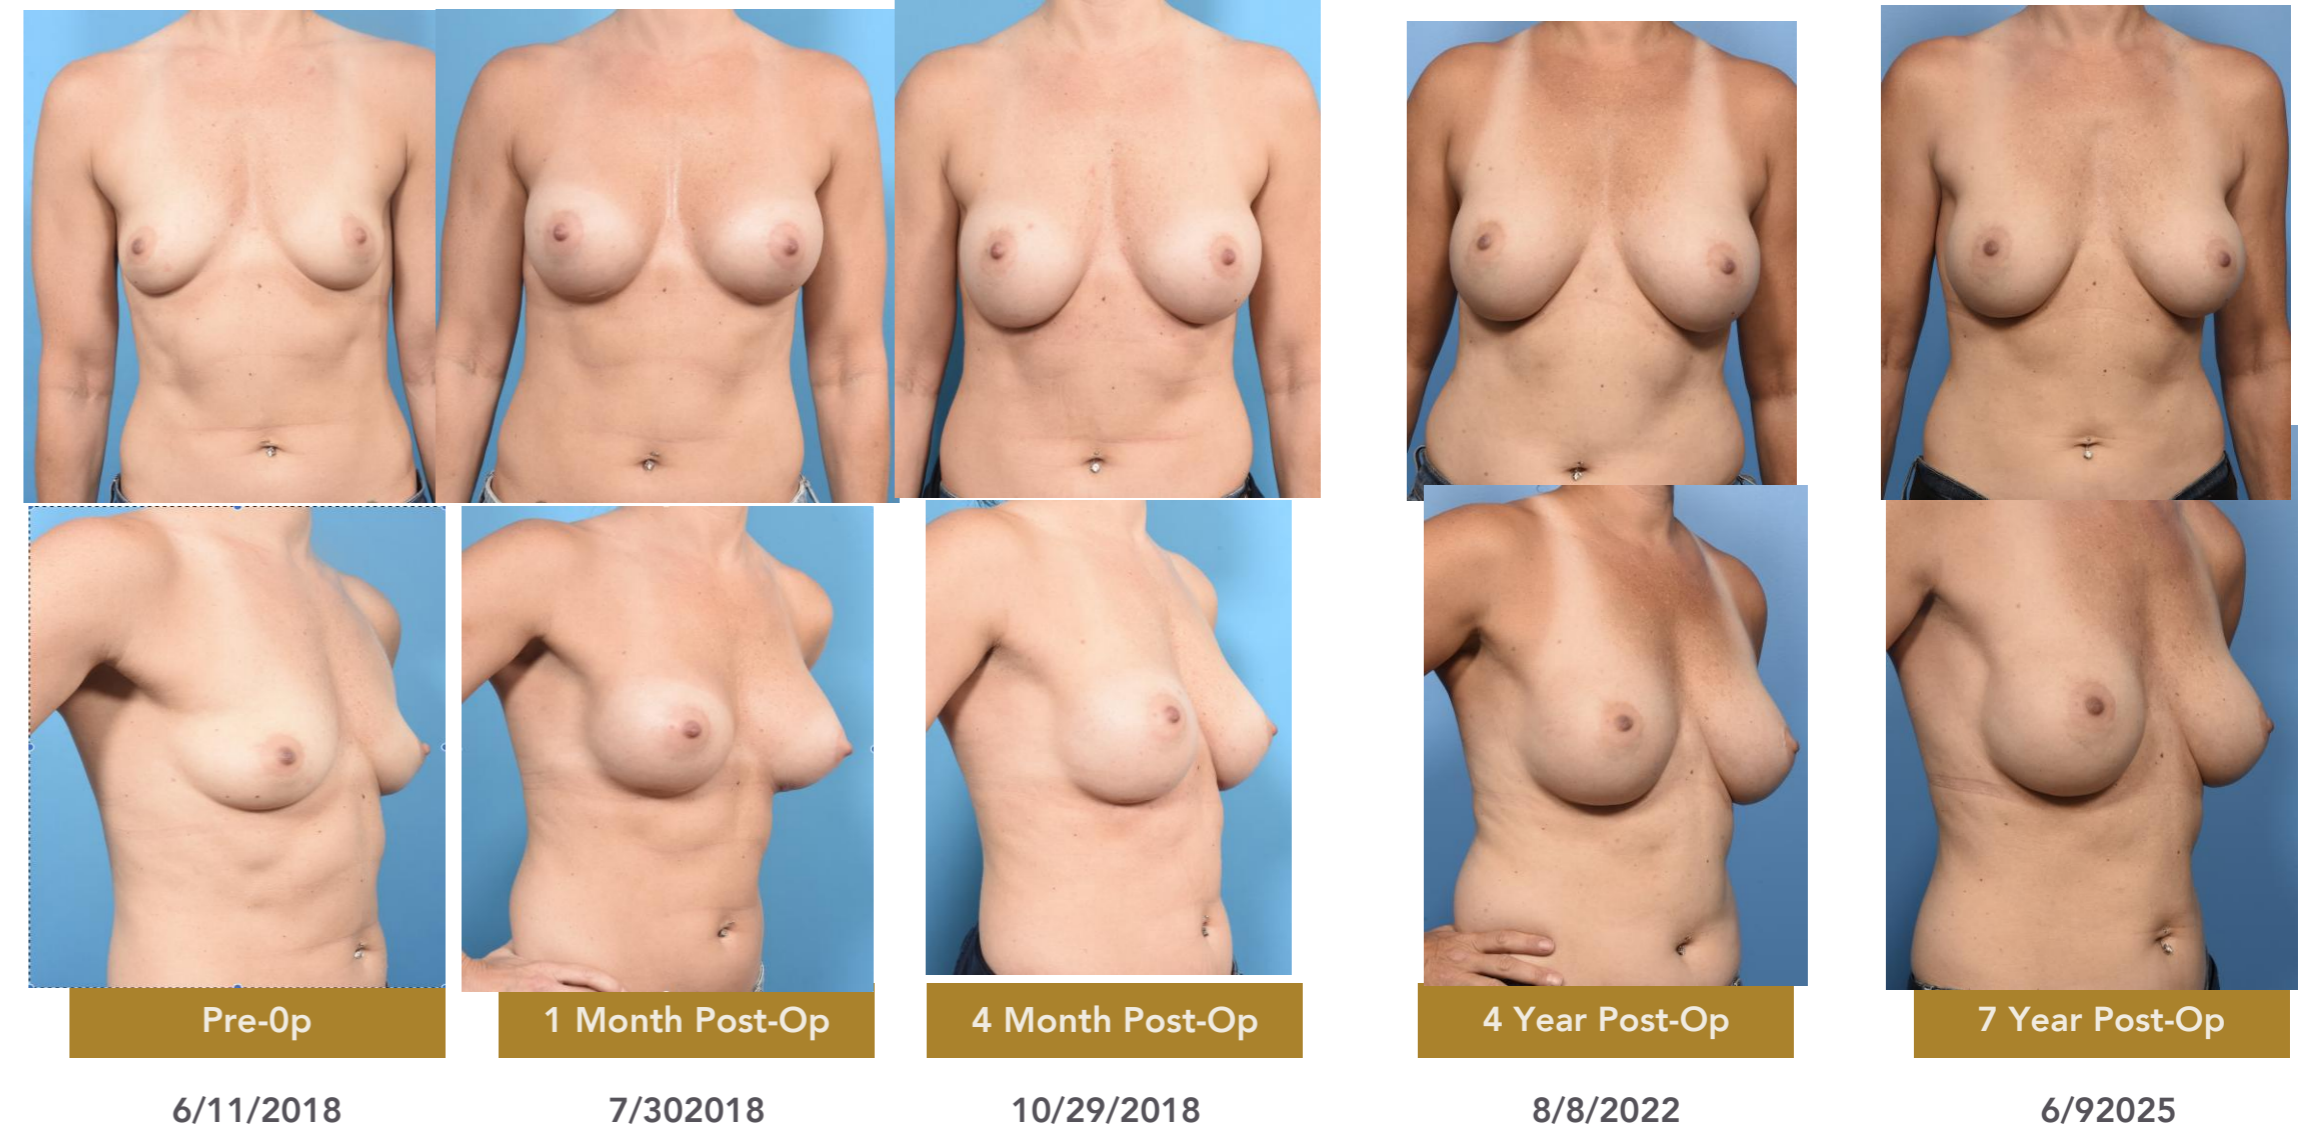 Pre-0p
1 Month Post-Op
4 Month Post-Op
4 Year Post-Op
7 Year Post-Op
6/11/2018
7/302018
10/29/2018
8/8/2022
6/92025